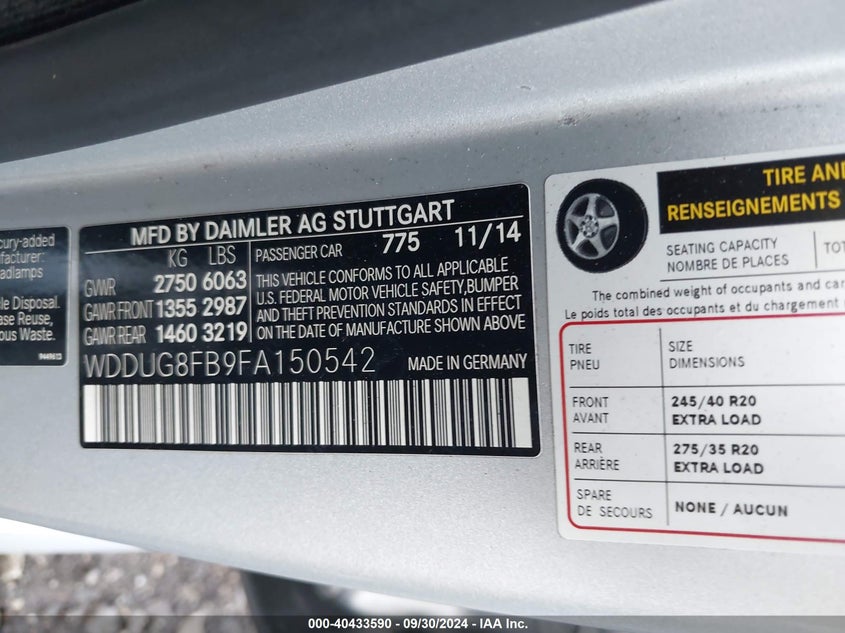 cury-added
nufacturer:
adlamps
le Disposal.
ase Reuse,
ous Waste.
MFD BY DAIMLER AG STUTTGART
KG LBS
GVWR 2750 6063
GAWR FRONT 1355 2987
GAWR REAR 1460 3219
PASSENGER CAR 775 11/14
THIS VEHICLE CONFORMS TO ALL APPLICABLE
U.S. FEDERAL MOTOR VEHICLE SAFETY,BUMPER
AND THEFT PREVENTION STANDARDS IN EFFECT
ON THE DATE OF MANUFACTURE SHOWN ABOVE
WDDUG8FB9FA150542 MADE IN GERMANY
TIRE AND
RENSEIGNEMENTS
SEATING CAPACITY
NOMBRE DE PLACES
TOT
The combined weight of occupants and car
Le poids total des occupants et du chargement
TIRE SIZE
PNEU DIMENSIONS
FRONT 245/40 R20
AVANT EXTRA LOAD
REAR 275/35 R20
ARRIÈRE EXTRA LOAD
SPARE
DE SECOURS NONE / AUCUN
000-40433590 - 09/30/2024 - IAA Inc.